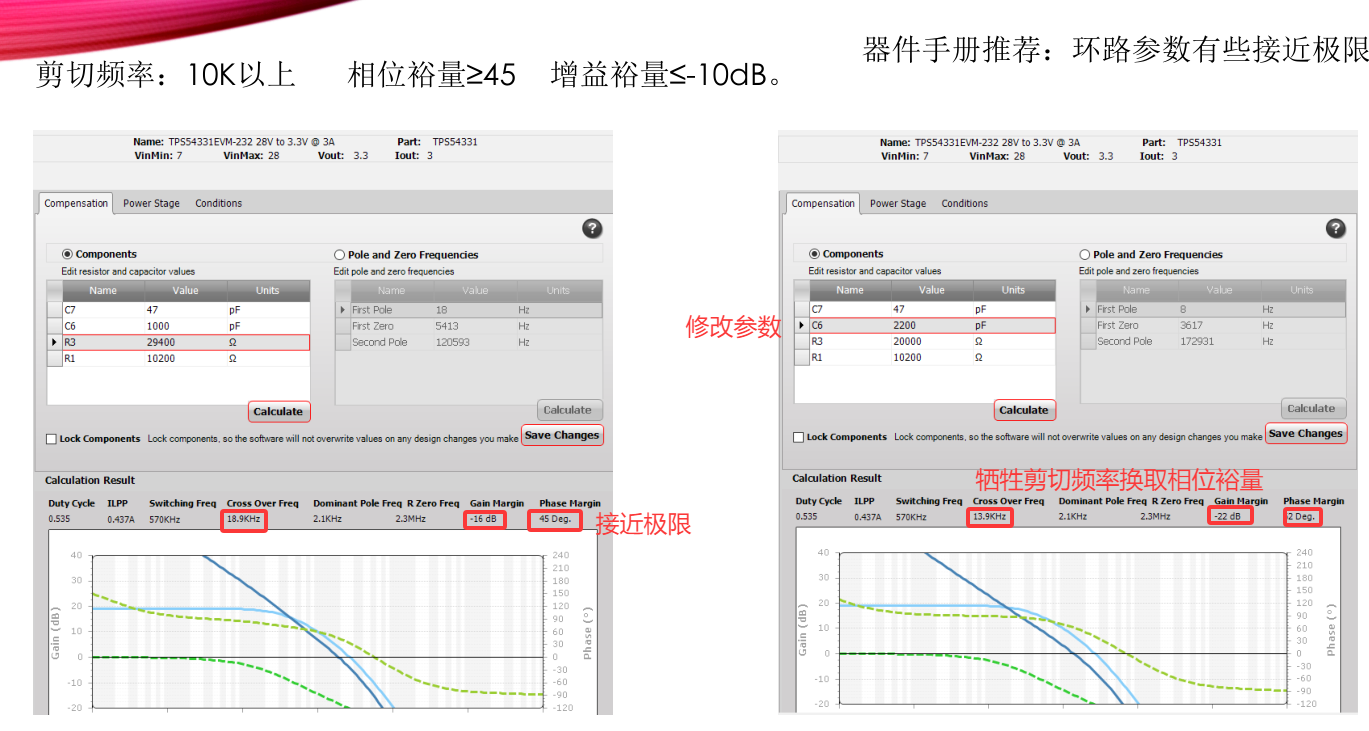 器件手册推荐：环路参数有些接近极限
剪切频率：10K以上 相位裕量≥45 增益裕量≤-10dB。
Name: TPS54331EVM-232 28V to 3.3V @ 3A Part: TPS54331
VinMin: 7 VinMax: 28 Vout: 3.3 Iout: 3
Compensation Power Stage Conditions
?
Components Pole and Zero Frequencies
Edit resistor and capacitor values Edit pole and zero frequencies
Name Value Units Name Value Units
C7 47 pF First Pole 18 Hz
C6 1000 pF First Zero 5413 Hz
R3 29400 Ω Second Pole 120593 Hz
R1 10200 Ω
Calculate Calculate
Lock Components Lock components, so the software will not overwrite values on any design changes you make Save Changes
Calculation Result
Duty Cycle ILPP Switching Freq Cross Over Freq Dominant Pole Freq R Zero Freq Gain Margin Phase Margin
0.535 0.437A 570KHz 18.9KHz 2.1KHz 2.3MHz -16 dB 45 Deg.
接近极限
40 240
210
30 180
150
20 120
90
10 60
30
0 0
-30
-10 -60
-90
-20 -120
Gain (dB)
Phase (°)
Name: TPS54331EVM-232 28V to 3.3V @ 3A Part: TPS54331
VinMin: 7 VinMax: 28 Vout: 3.3 Iout: 3
Compensation Power Stage Conditions
?
Components Pole and Zero Frequencies
Edit resistor and capacitor values Edit pole and zero frequencies
Name Value Units Name Value Units
C7 47 pF First Pole 8 Hz
修改参数
C6 2200 pF First Zero 3617 Hz
R3 20000 Ω Second Pole 172931 Hz
R1 10200 Ω
Calculate Calculate
Lock Components Lock components, so the software will not overwrite values on any design changes you make Save Changes
Calculation Result
牺牲剪切频率换取相位裕量
Duty Cycle ILPP Switching Freq Cross Over Freq Dominant Pole Freq R Zero Freq Gain Margin Phase Margin
0.535 0.437A 570KHz 13.9KHz 2.1KHz 2.3MHz -22 dB 2 Deg.
40 240
210
30 180
150
20 120
90
10 60
30
0 0
-30
-10 -60
-90
-20 -120
Gain (dB)
Phase (°)